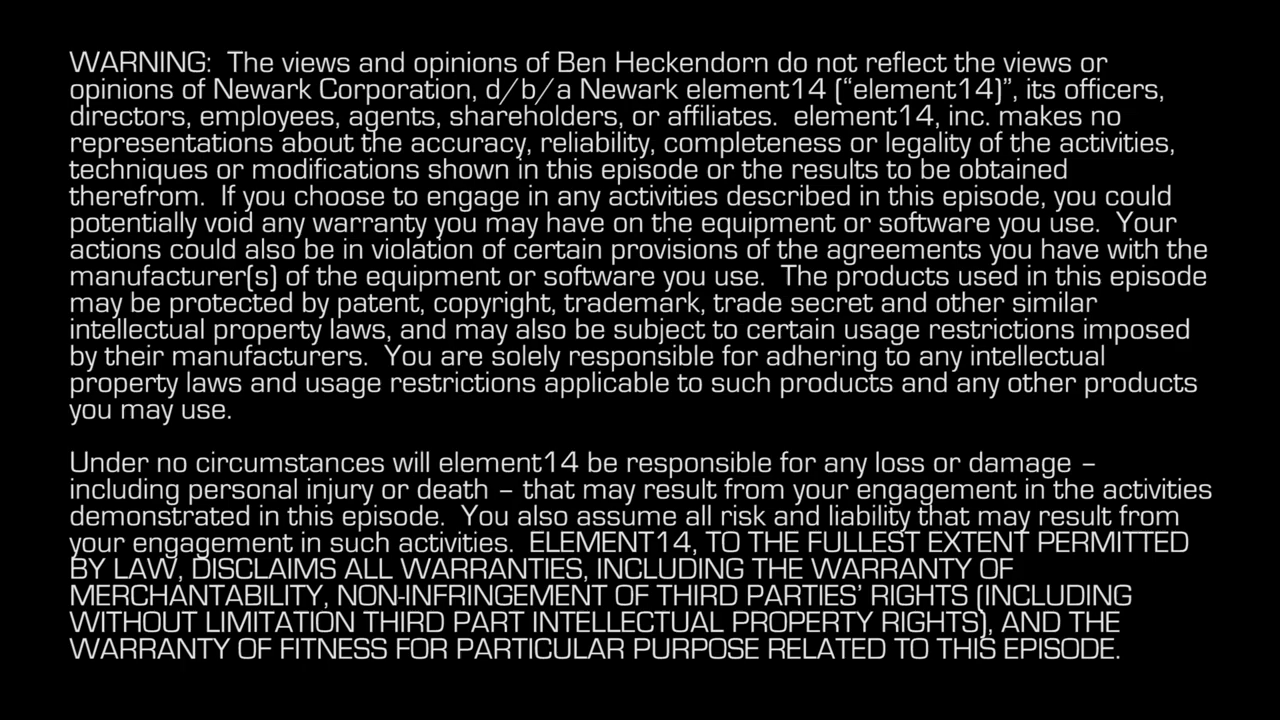 WARNING:  The views and opinions of Ben Heckendorn do not reflect the views or
opinions of Newark Corporation, d/b/a Newark element14 (“element14)”, its officers,
directors, employees, agents, shareholders, or affiliates.  element14, inc. makes no
representations about the accuracy, reliability, completeness or legality of the activities,
techniques or modifications shown in this episode or the results to be obtained
therefrom.  If you choose to engage in any activities described in this episode, you could
potentially void any warranty you may have on the equipment or software you use.  Your
actions could also be in violation of certain provisions of the agreements you have with the
manufacturer(s) of the equipment or software you use.  The products used in this episode
may be protected by patent, copyright, trademark, trade secret and other similar
intellectual property laws, and may also be subject to certain usage restrictions imposed
by their manufacturers.  You are solely responsible for adhering to any intellectual
property laws and usage restrictions applicable to such products and any other products
you may use.

Under no circumstances will element14 be responsible for any loss or damage –
including personal injury or death – that may result from your engagement in the activities
demonstrated in this episode.  You also assume all risk and liability that may result from
your engagement in such activities.  ELEMENT14, TO THE FULLEST EXTENT PERMITTED
BY LAW, DISCLAIMS ALL WARRANTIES, INCLUDING THE WARRANTY OF
MERCHANTABILITY, NON-INFRINGEMENT OF THIRD PARTIES’ RIGHTS (INCLUDING
WITHOUT LIMITATION THIRD PART INTELLECTUAL PROPERTY RIGHTS), AND THE
WARRANTY OF FITNESS FOR PARTICULAR PURPOSE RELATED TO THIS EPISODE.